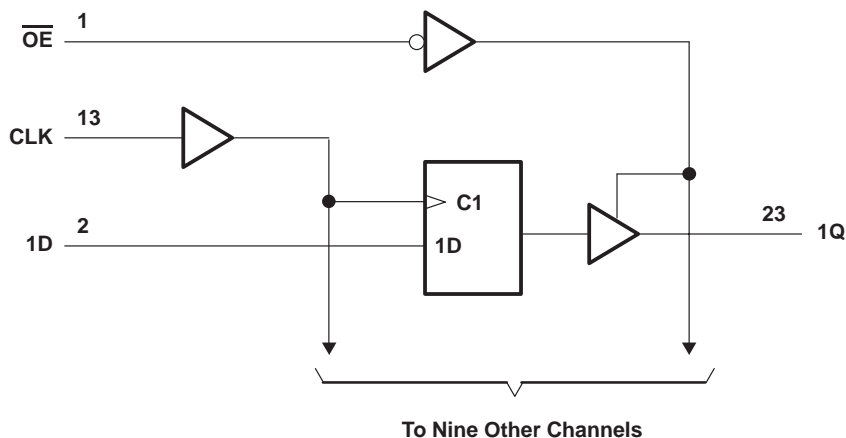 1
OE
13
CLK
C1
2
1D
1D
23
1Q
To Nine Other Channels